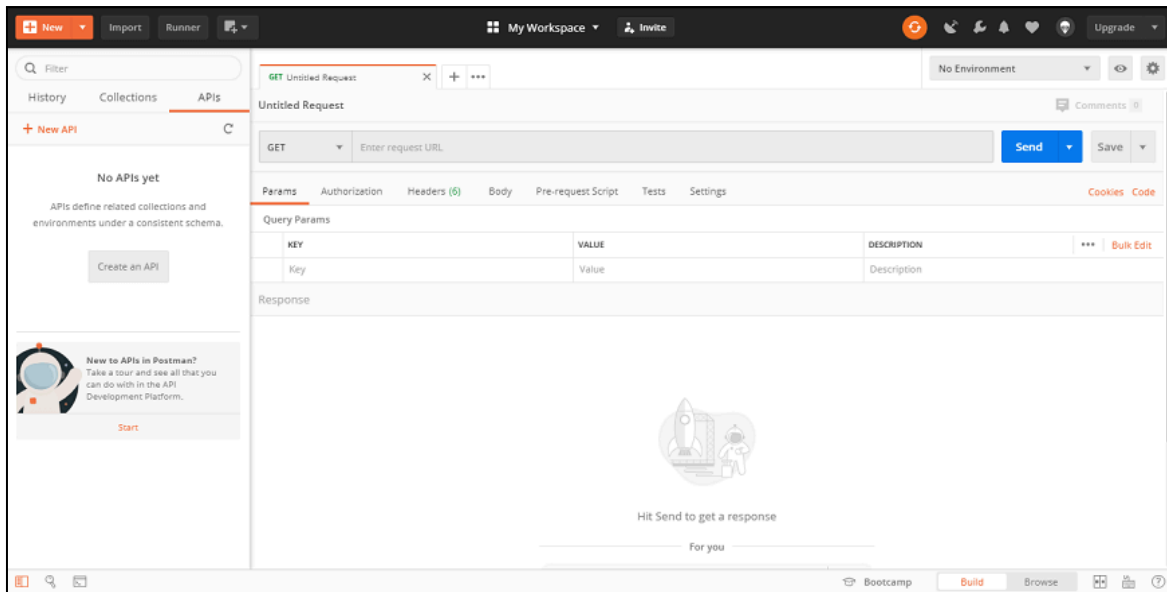 New Import Runner My Workspace Invite Upgrade
Filter
History Collections APIs
+ New API
No APIs yet
APIs define related collections and
environments under a consistent schema.
Create an API
New to APIs in Postman?
Take a tour and see all that you
can do with in the API
Development Platform.
Start
GET Untitled Request
No Environment
Untitled Request
Comments 0
GET Enter request URL Send Save
Params Authorization Headers (6) Body Pre-request Script Tests Settings Cookies Code
Query Params
KEY VALUE DESCRIPTION Bulk Edit
Key Value Description
Response
Hit Send to get a response
For you
Bootcamp Build Browse